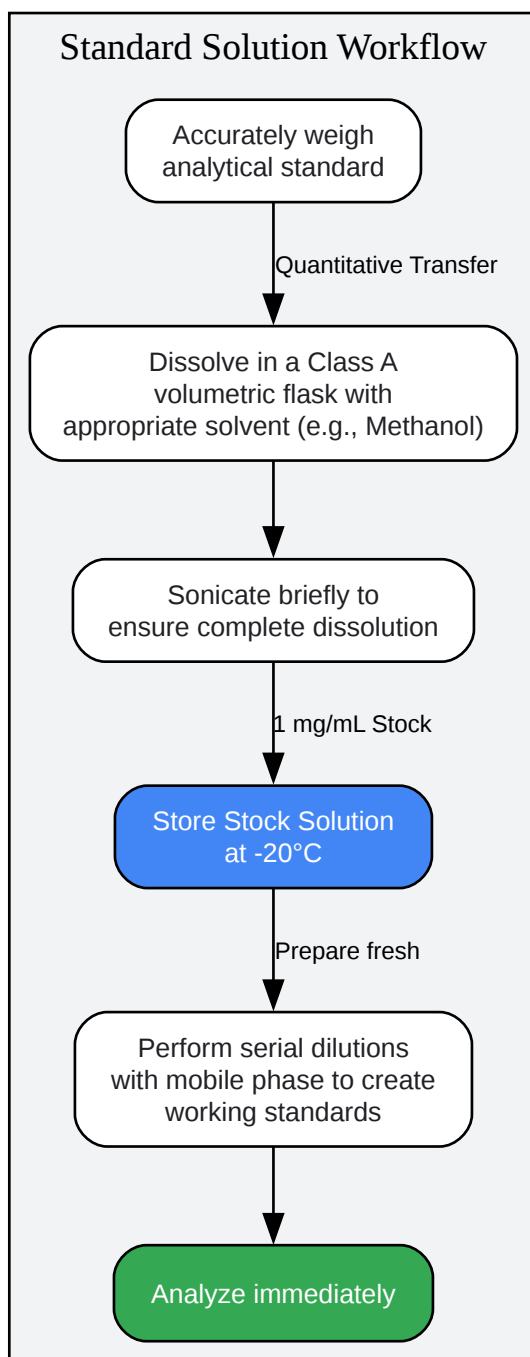 Standard Solution Workflow
Accurately weigh
analytical standard
Quantitative Transfer
Dissolve in a Class A
volumetric flask with
appropriate solvent (e.g., Methanol)
Sonicate briefly to
ensure complete dissolution
1 mg/mL Stock
Store Stock Solution
at -20°C
Prepare fresh
Perform serial dilutions
with mobile phase to create
working standards
Analyze immediately